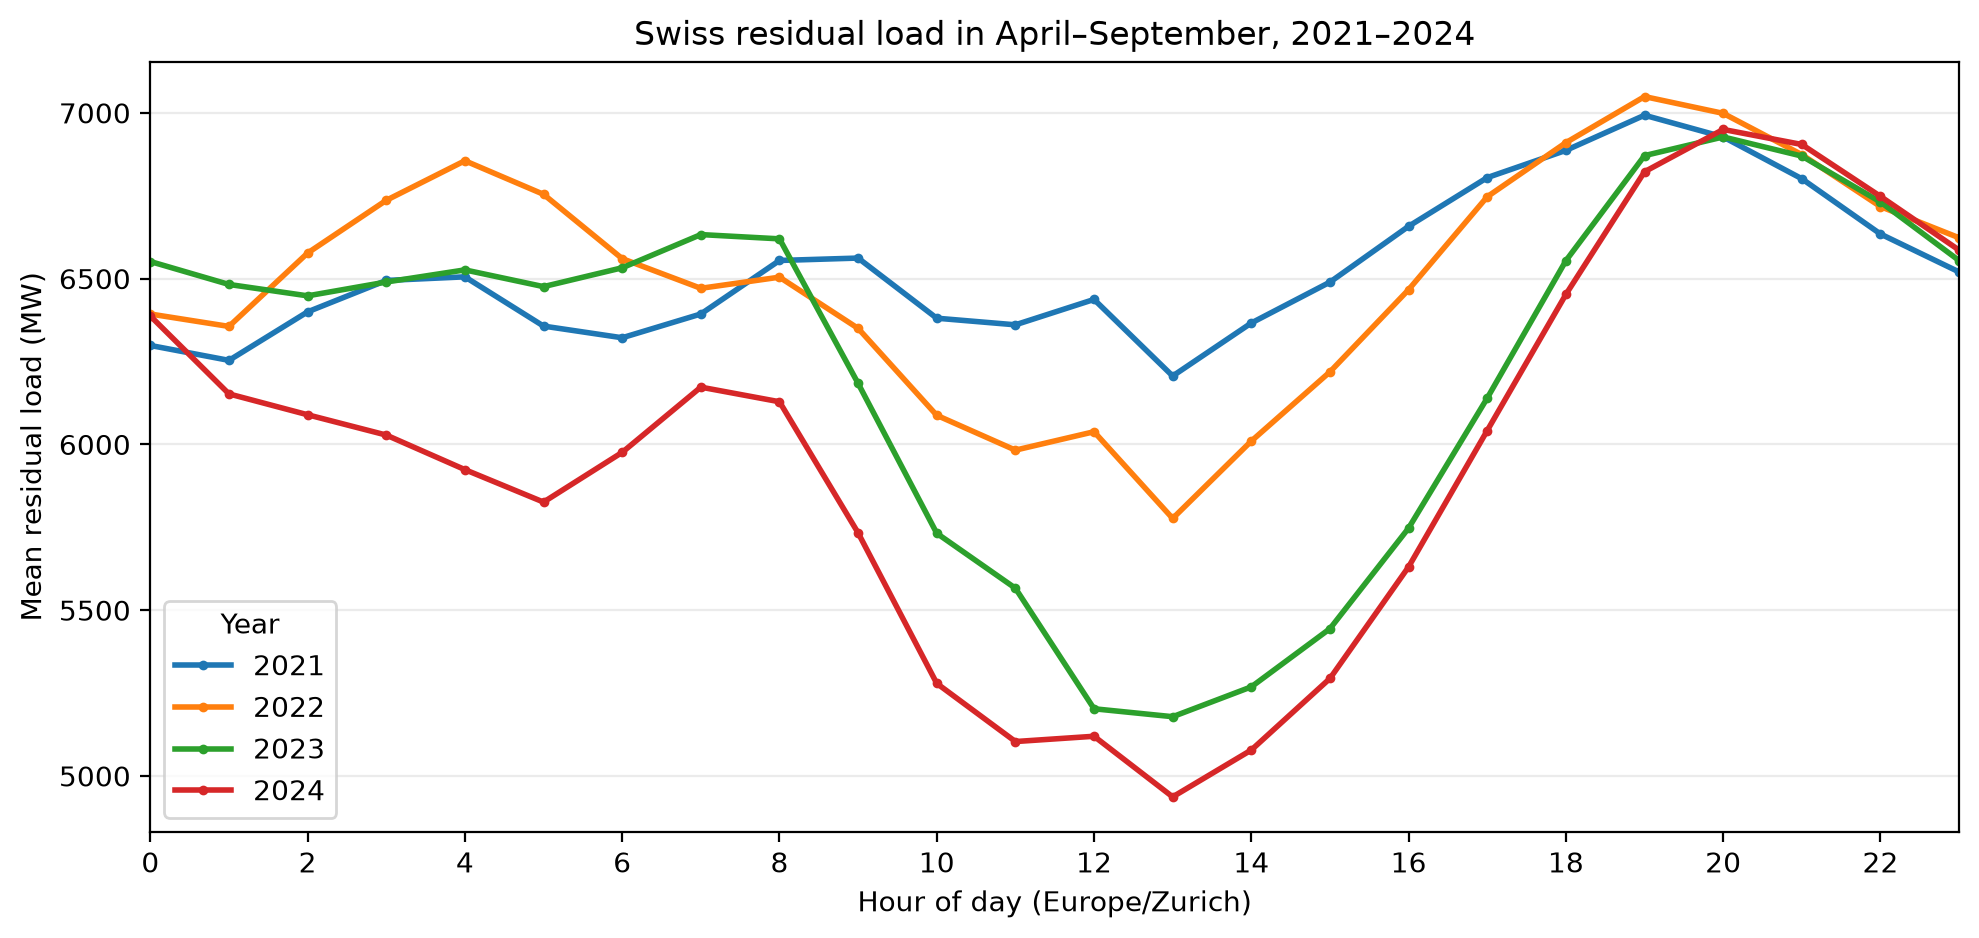 Swiss residual load in April–September, 2021–2024
Mean residual load (MW)
7000
6500
6000
5500
5000
Year
2021
2022
2023
2024
0 2 4 6 8 10 12 14 16 18 20 22
Hour of day (Europe/Zurich)